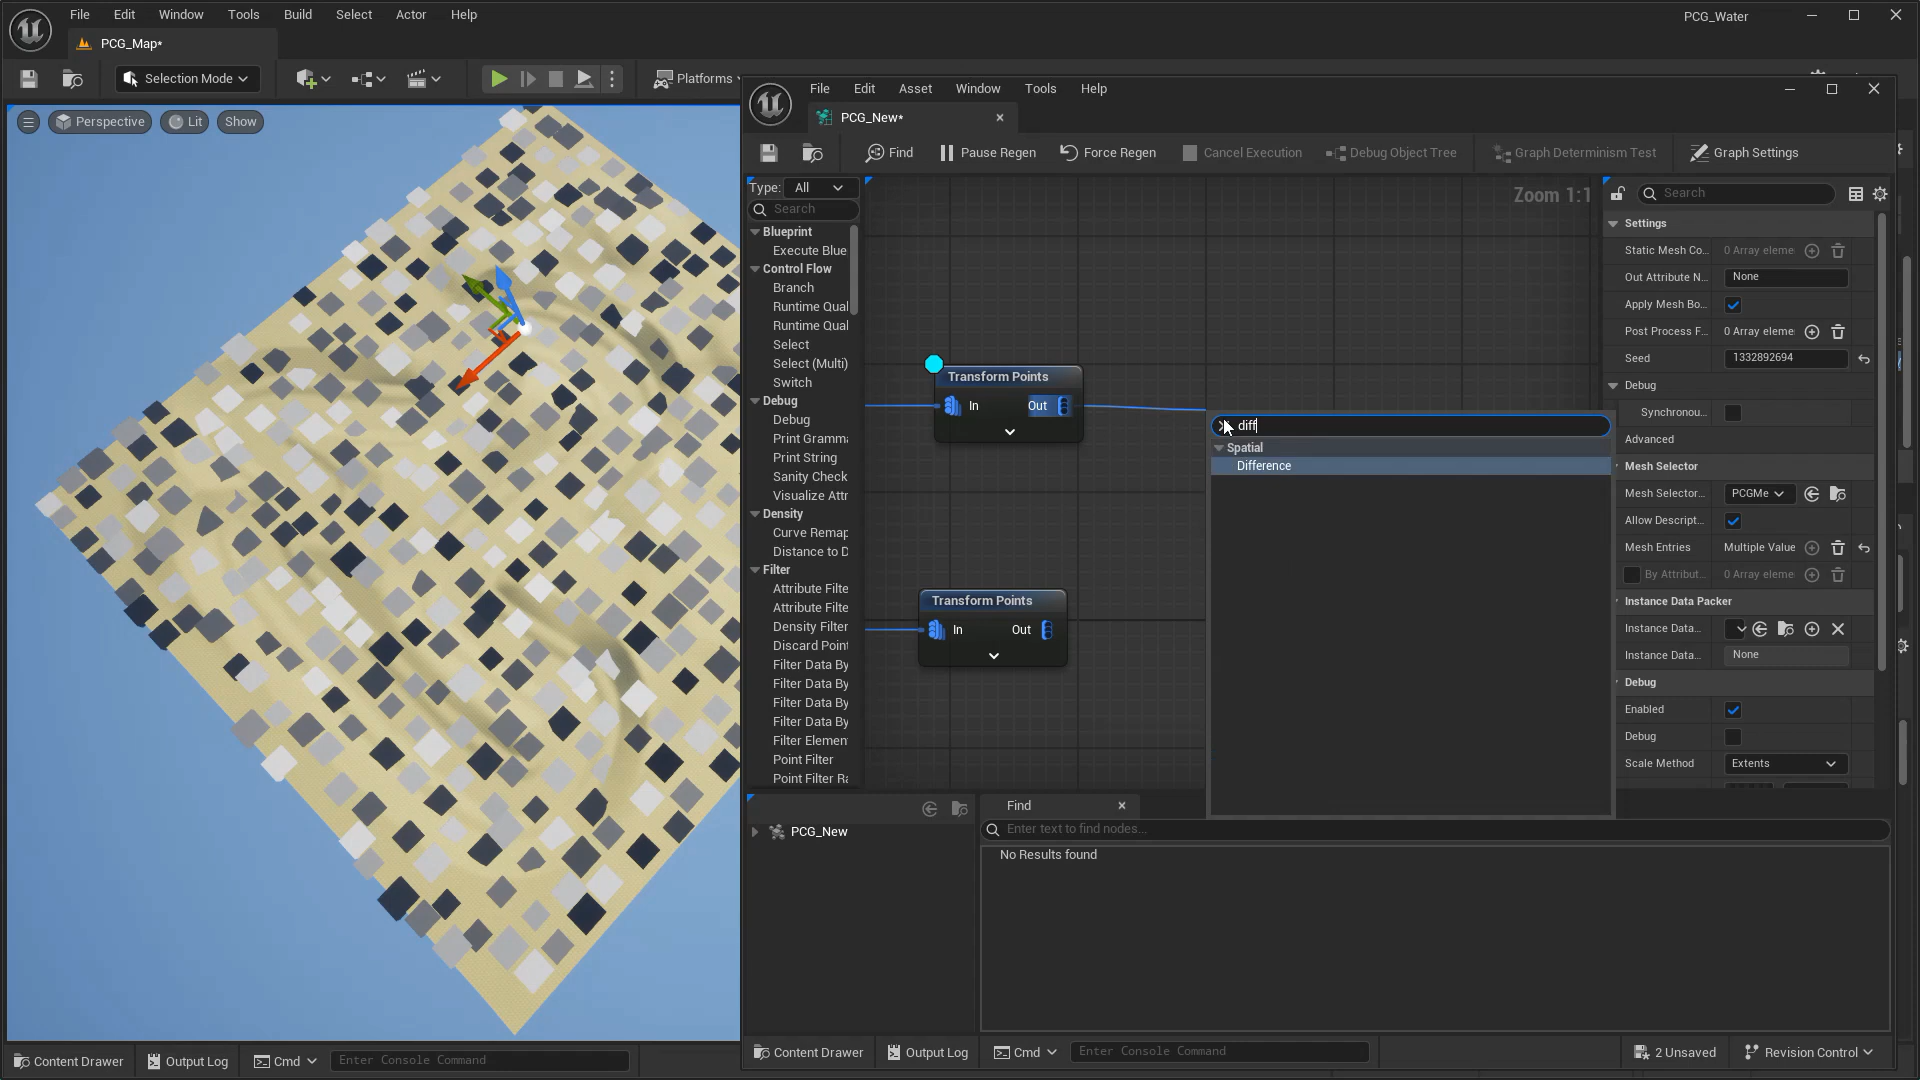 File Edit Window Tools Build Select Actor Help
PCG_Water
PCG_Map*
Selection Mode
Platforms
Perspective Lit Show
File Edit Asset Window Tools Help
PCG_New*
Find Pause Regen Force Regen Cancel Execution Debug Object Tree Graph Determinism Test Graph Settings
Type: All
Search
Blueprint
Execute Blue
Control Flow
Branch
Runtime Qual
Runtime Qual
Select
Select (Multi)
Switch
Debug
Debug
Print Gramma
Print String
Sanity Check
Visualize Attr
Density
Curve Remap
Distance to D
Filter
Attribute Filte
Attribute Filte
Density Filter
Discard Point
Filter Data By
Filter Data By
Filter Data By
Filter Data By
Filter Elemen
Point Filter
Point Filter Ra
Zoom 1:1
Transform Points
In Out
Transform Points
In Out
diff
Spatial
Difference
Search
Settings
Static Mesh Co... 0 Array eleme
Out Attribute N... None
Apply Mesh Bo...
Post Process F... 0 Array eleme
Seed 1332892694
Debug
Synchronou...
Advanced
Mesh Selector
Mesh Selector... PCGMe
Allow Descript...
Mesh Entries Multiple Value
By Attribut... 0 Array eleme
Instance Data Packer
Instance Data...
Instance Data... None
Debug
Enabled
Debug
Scale Method Extents
PCG_New
Find
Enter text to find nodes...
No Results found
Content Drawer Output Log Cmd Enter Console Command
2 Unsaved Revision Control
Content Drawer Output Log Cmd Enter Console Command